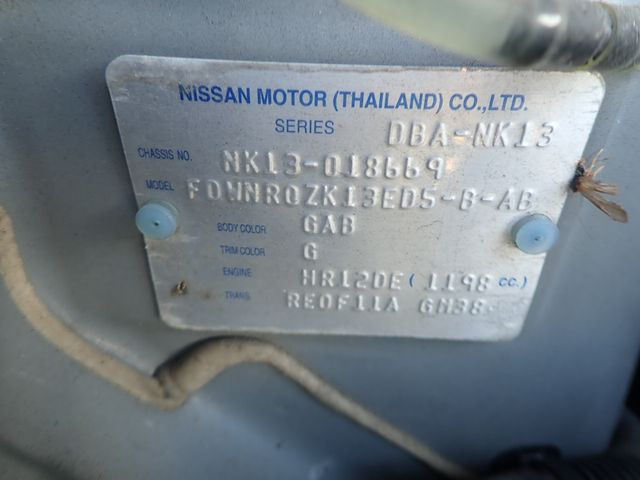 NISSAN MOTOR (THAILAND) CO.,LTD.
SERIES DBA-NK13
CHASSIS NO. NK13-018669
MODEL FDWNRQZK13ED5-B-AB
BODY COLOR GAB
TRIM COLOR G
ENGINE HR12DE ( 1198 CC.)
TRANS. RE0F11A GM38